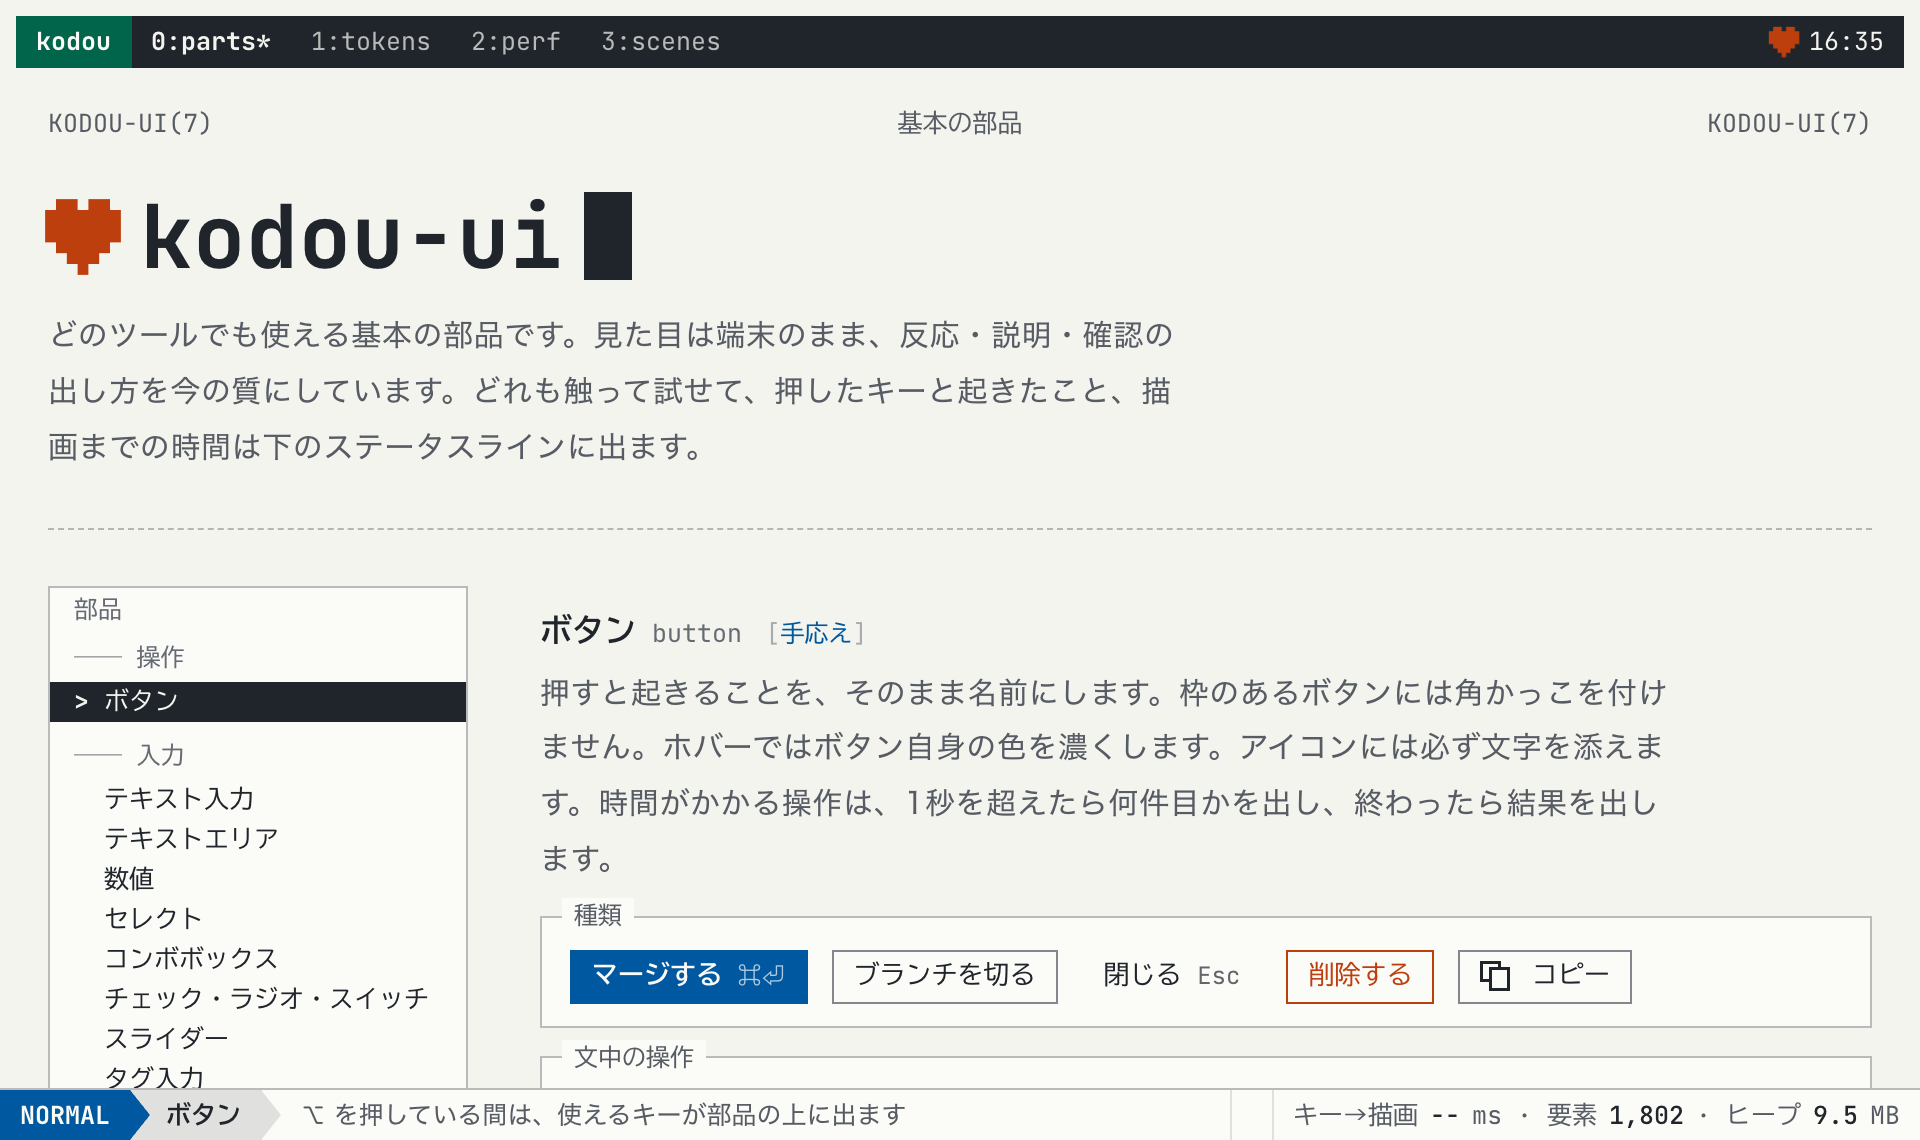 kodou 0:parts* 1:tokens 2:perf 3:scenes 16:35
KODOU-UI(7) 基本の部品 KODOU-UI(7)
kodou-ui
どのツールでも使える基本の部品です。見た目は端末のまま、反応・説明・確認の
出し方を今の質にしています。どれも触って試せて、押したキーと起きたこと、描
画までの時間は下のステータスラインに出ます。
部品
操作
> ボタン
入力
テキスト入力
テキストエリア
数値
セレクト
コンボボックス
チェック・ラジオ・スイッチ
スライダー
タグ入力
ボタン button [手応え]
押すと起きることを、そのまま名前にします。枠のあるボタンには角かっこを付け
ません。ホバーではボタン自身の色を濃くします。アイコンには必ず文字を添えま
す。時間がかかる操作は、1秒を超えたら何件目かを出し、終わったら結果を出し
ます。
種類
マージする ⌘⏎ ブランチを切る 閉じる Esc 削除する コピー
文中の操作
NORMAL ボタン ⌥ を押している間は、使えるキーが部品の上に出ます キー→描画 -- ms · 要素 1,802 · ヒープ 9.5 MB